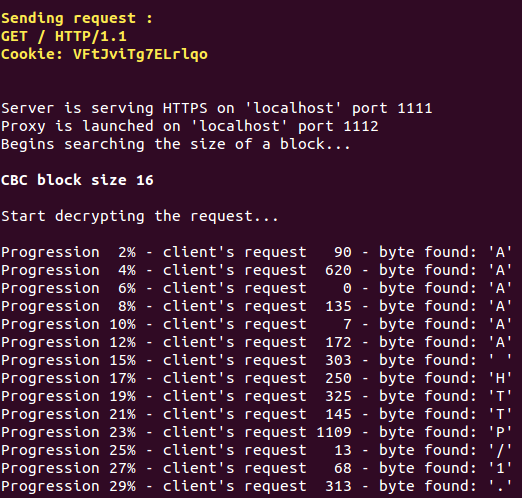 Sending request :
GET / HTTP/1.1
Cookie: VFtJviTg7ELrlqo
Server is serving HTTPS on 'localhost' port 1111
Proxy is launched on 'localhost' port 1112
Begins searching the size of a block...
CBC block size 16
Start decrypting the request...
Progression  2% - client's request   90 - byte found: 'A'
Progression  4% - client's request  620 - byte found: 'A'
Progression  6% - client's request    0 - byte found: 'A'
Progression  8% - client's request  135 - byte found: 'A'
Progression 10% - client's request    7 - byte found: 'A'
Progression 12% - client's request  172 - byte found: 'A'
Progression 15% - client's request  303 - byte found: ' '
Progression 17% - client's request  250 - byte found: 'H'
Progression 19% - client's request  325 - byte found: 'T'
Progression 21% - client's request  145 - byte found: 'T'
Progression 23% - client's request 1109 - byte found: 'P'
Progression 25% - client's request   13 - byte found: '/'
Progression 27% - client's request   68 - byte found: '1'
Progression 29% - client's request  313 - byte found: '.'